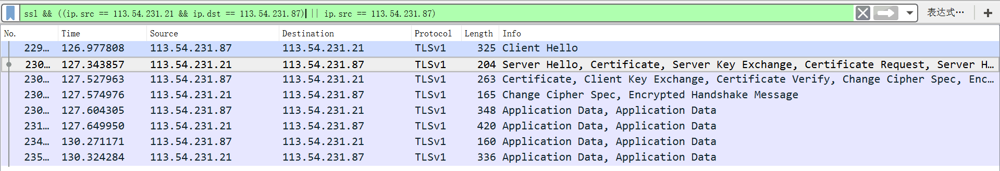 ssl && ((ip.src == 113.54.231.21 && ip.dst == 113.54.231.87) || ip.src == 113.54.231.87) 表达式…
No. Time Source Destination Protocol Length Info
229… 126.977808 113.54.231.87 113.54.231.21 TLSv1 325 Client Hello
230… 127.343857 113.54.231.21 113.54.231.87 TLSv1 204 Server Hello, Certificate, Server Key Exchange, Certificate Request, Server H…
230… 127.527963 113.54.231.87 113.54.231.21 TLSv1 263 Certificate, Client Key Exchange, Certificate Verify, Change Cipher Spec, Enc…
230… 127.574976 113.54.231.21 113.54.231.87 TLSv1 165 Change Cipher Spec, Encrypted Handshake Message
230… 127.604305 113.54.231.87 113.54.231.21 TLSv1 348 Application Data, Application Data
231… 127.649950 113.54.231.21 113.54.231.87 TLSv1 420 Application Data, Application Data
234… 130.271171 113.54.231.87 113.54.231.21 TLSv1 160 Application Data, Application Data
235… 130.324284 113.54.231.21 113.54.231.87 TLSv1 336 Application Data, Application Data